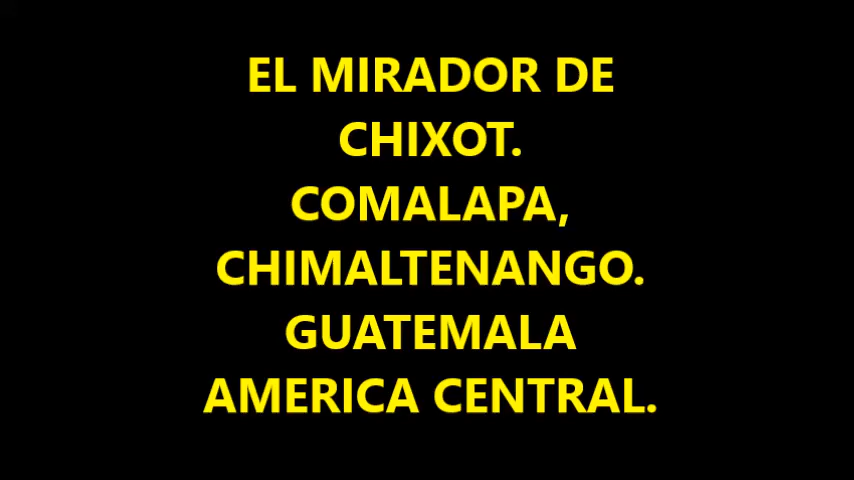 EL MIRADOR DE
CHIXOT.
COMALAPA,
CHIMALTENANGO.
GUATEMALA
AMERICA CENTRAL.